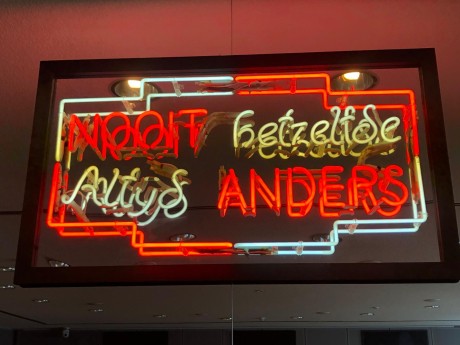 NOOIT hetzelfde
Altijd ANDERS